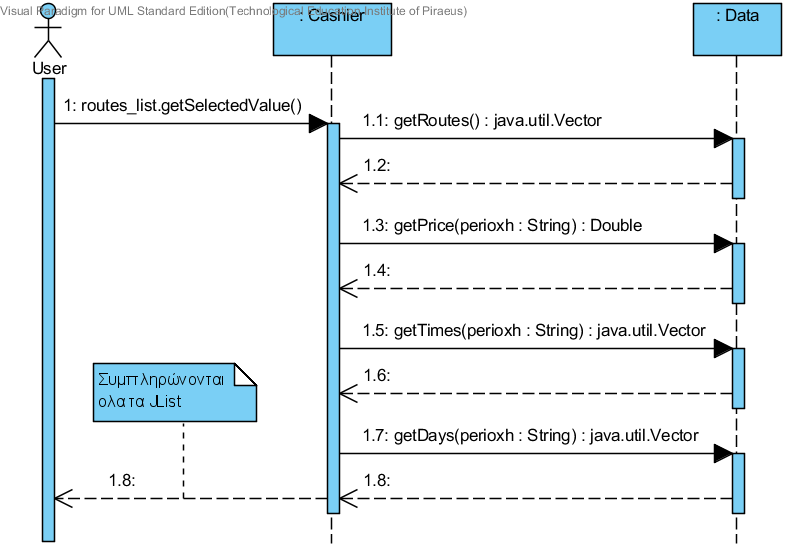 Visual Paradigm for UML Standard Edition(Technological Education Institute of Piraeus)
: Cashier
: Data
User
1: routes_list.getSelectedValue()
1.1: getRoutes() : java.util.Vector
1.2:
1.3: getPrice(perioxh : String) : Double
1.4:
1.5: getTimes(perioxh : String) : java.util.Vector
1.6:
Συμπληρώνονται
ολα τα JList
1.7: getDays(perioxh : String) : java.util.Vector
1.8:
1.8: